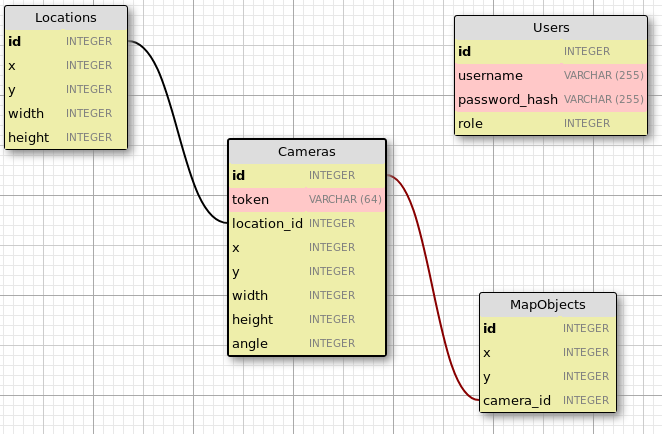 Locations
id INTEGER
x INTEGER
y INTEGER
width INTEGER
height INTEGER
Users
id INTEGER
username VARCHAR (255)
password_hash VARCHAR (255)
role INTEGER
Cameras
id INTEGER
token VARCHAR (64)
location_id INTEGER
x INTEGER
y INTEGER
width INTEGER
height INTEGER
angle INTEGER
MapObjects
id INTEGER
x INTEGER
y INTEGER
camera_id INTEGER